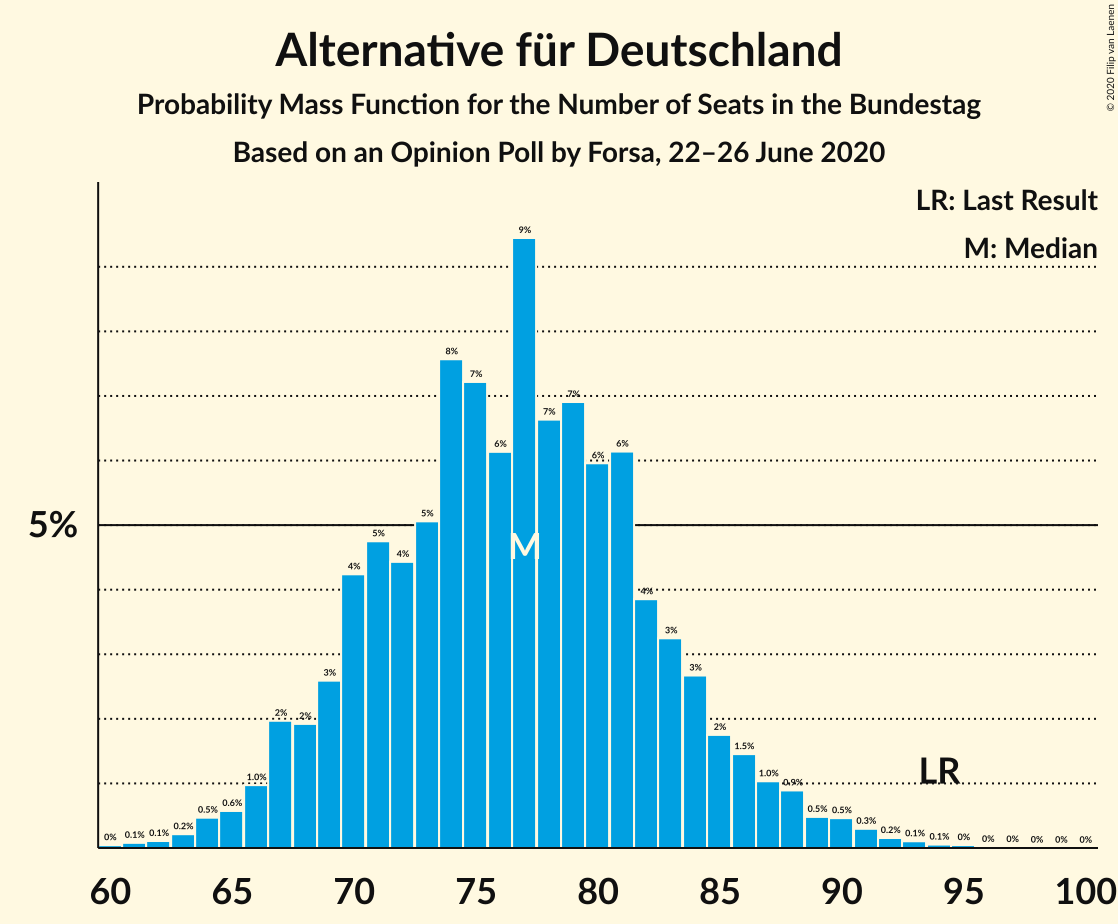 Alternative für Deutschland
Probability Mass Function for the Number of Seats in the Bundestag
Based on an Opinion Poll by Forsa, 22–26 June 2020
© 2020 Filip van Laenen
LR: Last Result
M: Median
5%
0% 0.1% 0.1% 0.2% 0.5% 0.6% 1.0% 2% 2% 3% 4% 5% 4% 5% 8% 7% 6% 9% 7% 7% 6% 6% 4% 3% 3% 2% 1.5% 1.0% 0.9% 0.5% 0.5% 0.3% 0.2% 0.1% 0.1% 0% 0% 0% 0% 0% 0%
M
LR
60 65 70 75 80 85 90 95 100